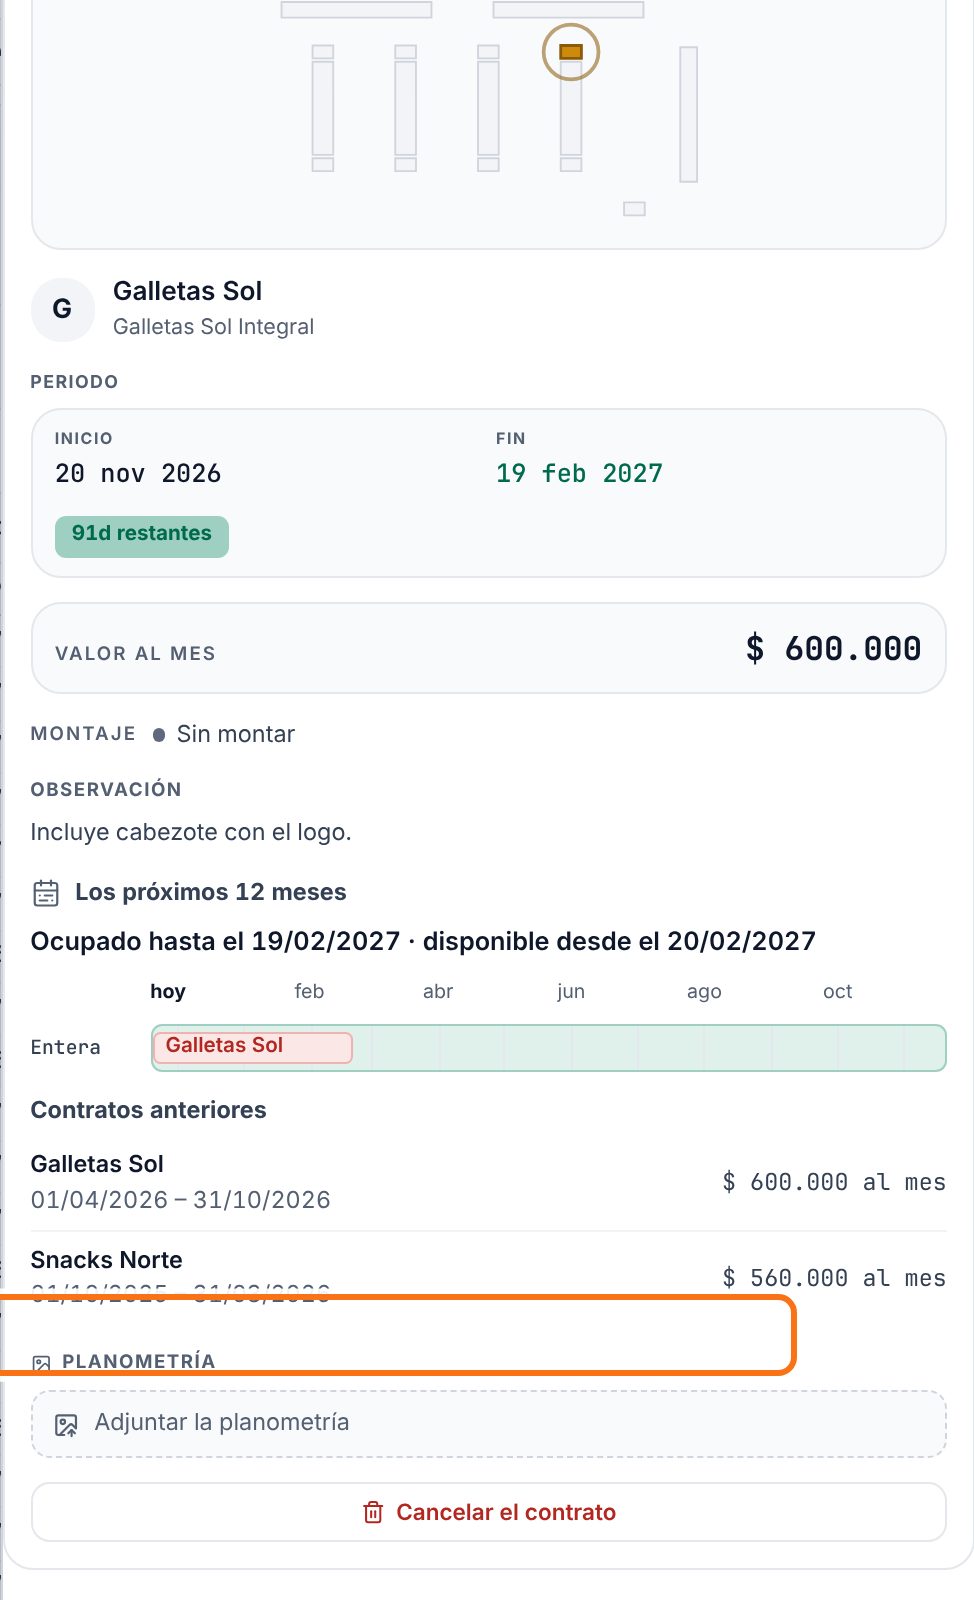 G
Galletas Sol
Galletas Sol Integral
PERIODO
INICIO
20 nov 2026
FIN
19 feb 2027
91d restantes
VALOR AL MES
$ 600.000
MONTAJE
Sin montar
OBSERVACIÓN
Incluye cabezote con el logo.
Los próximos 12 meses
Ocupado hasta el 19/02/2027 · disponible desde el 20/02/2027
hoy feb abr jun ago oct
Entera
Galletas Sol
Contratos anteriores
Galletas Sol
01/04/2026 – 31/10/2026
$ 600.000 al mes
Snacks Norte
$ 560.000 al mes
PLANOMETRÍA
Adjuntar la planometría
Cancelar el contrato